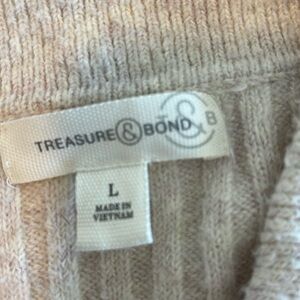 TREASURE & BOND
& B
L
MADE IN
VIETNAM